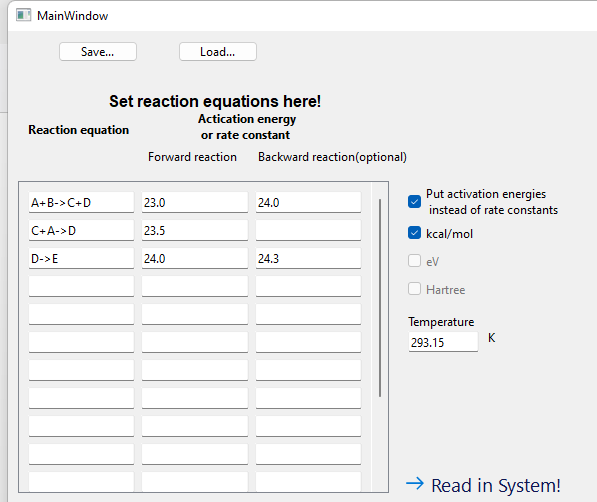 MainWindow
Save...
Load...
Set reaction equations here!
Reaction equation
Actication energy
or rate constant
Forward reaction
Backward reaction(optional)
A+B->C+D 23.0 24.0
C+A->D 23.5
D->E 24.0 24.3
Put activation energies
instead of rate constants
kcal/mol
eV
Hartree
Temperature
293.15 K
→ Read in System!